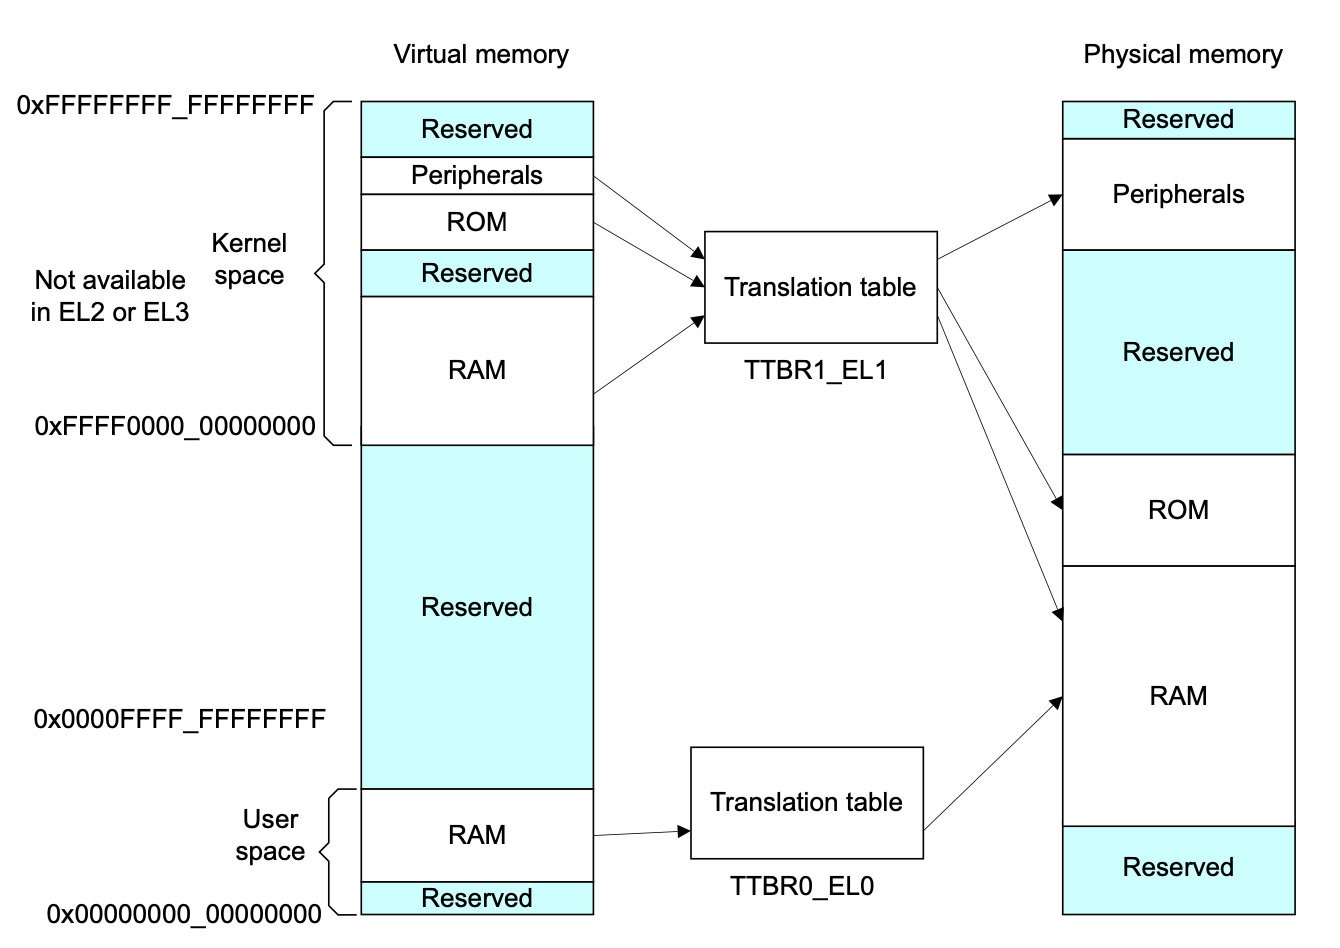 Virtual memory
Physical memory
0xFFFFFFFF_FFFFFFFF
Reserved
Peripherals
ROM
Kernel
space
Not available
in EL2 or EL3
Reserved
RAM
0xFFFF0000_00000000
Reserved
0x0000FFFF_FFFFFFFF
User
space
RAM
Reserved
0x00000000_00000000
Translation table
TTBR1_EL1
Translation table
TTBR0_EL0
Reserved
Peripherals
Reserved
ROM
RAM
Reserved